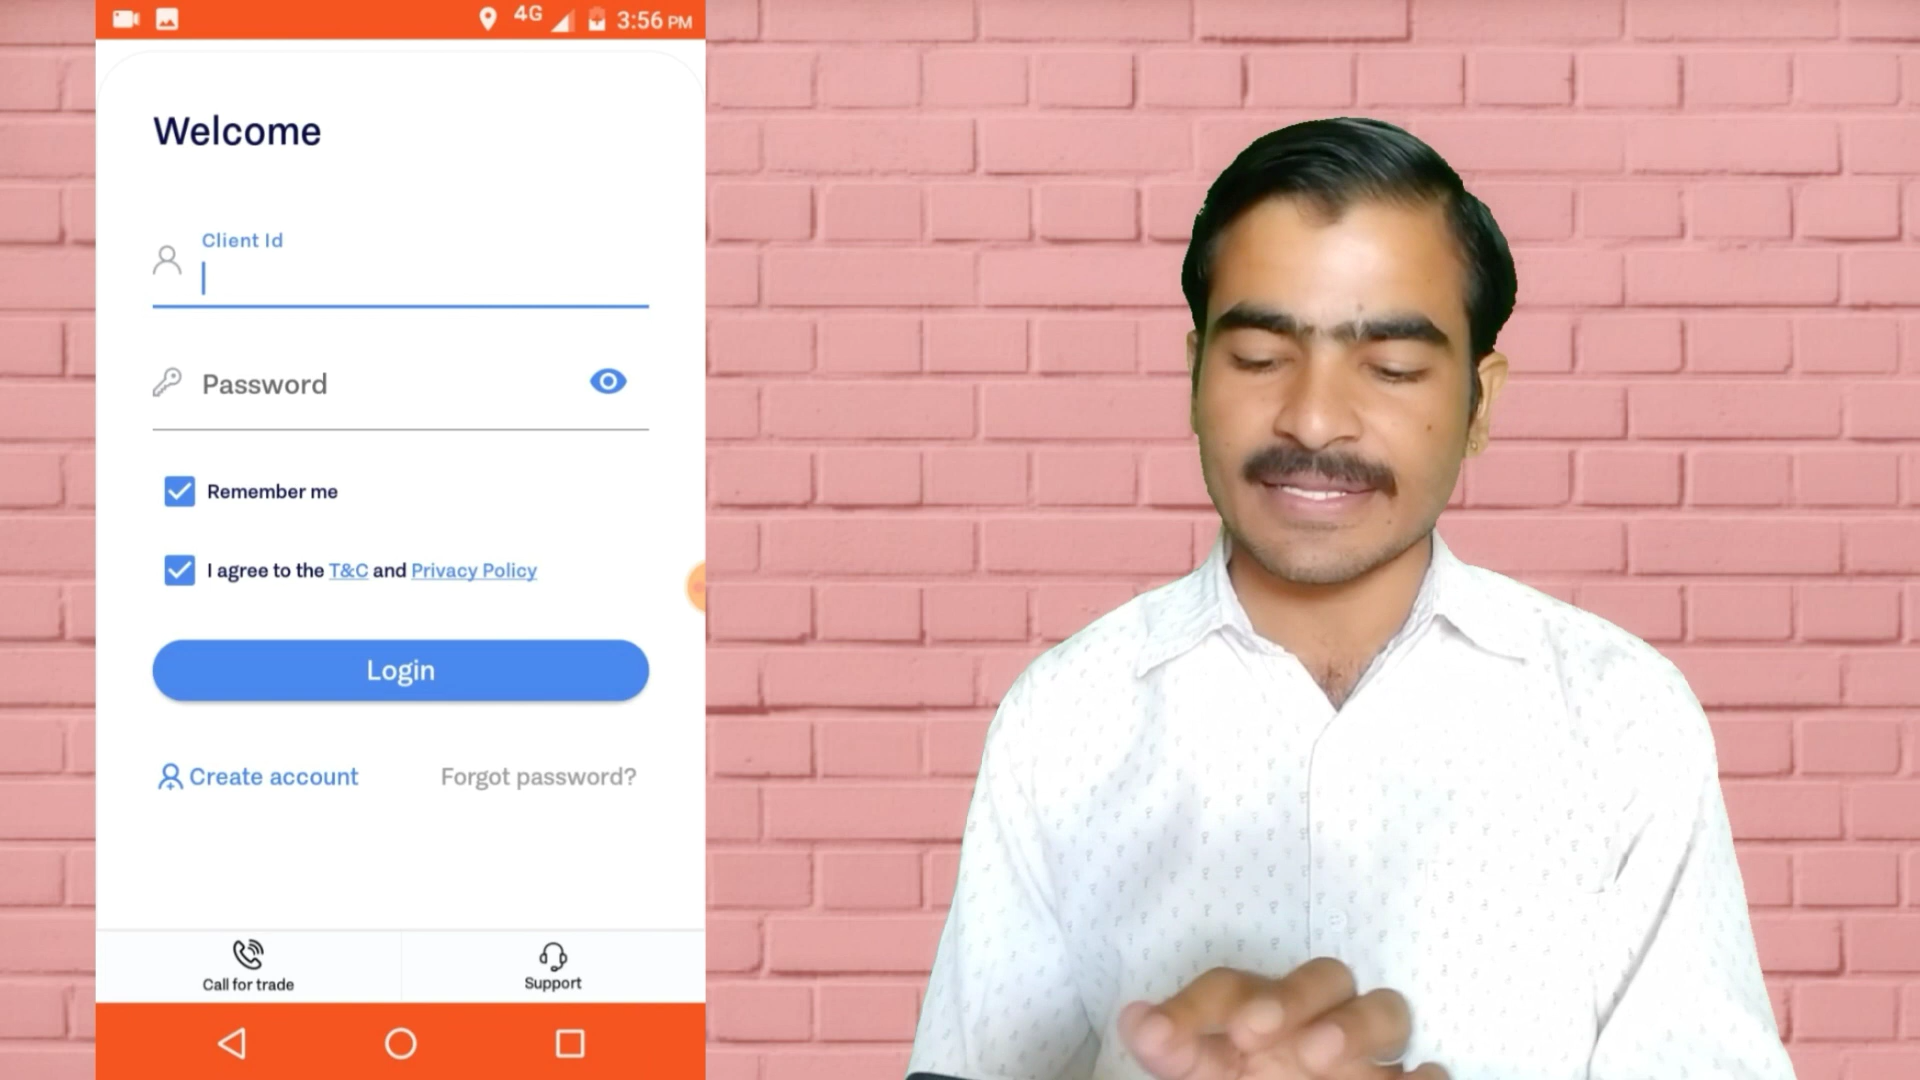 4G 3:56 PM
Welcome
Client Id
Password
Remember me
I agree to the T&C and Privacy Policy
Login
Create account Forgot password?
Call for trade Support